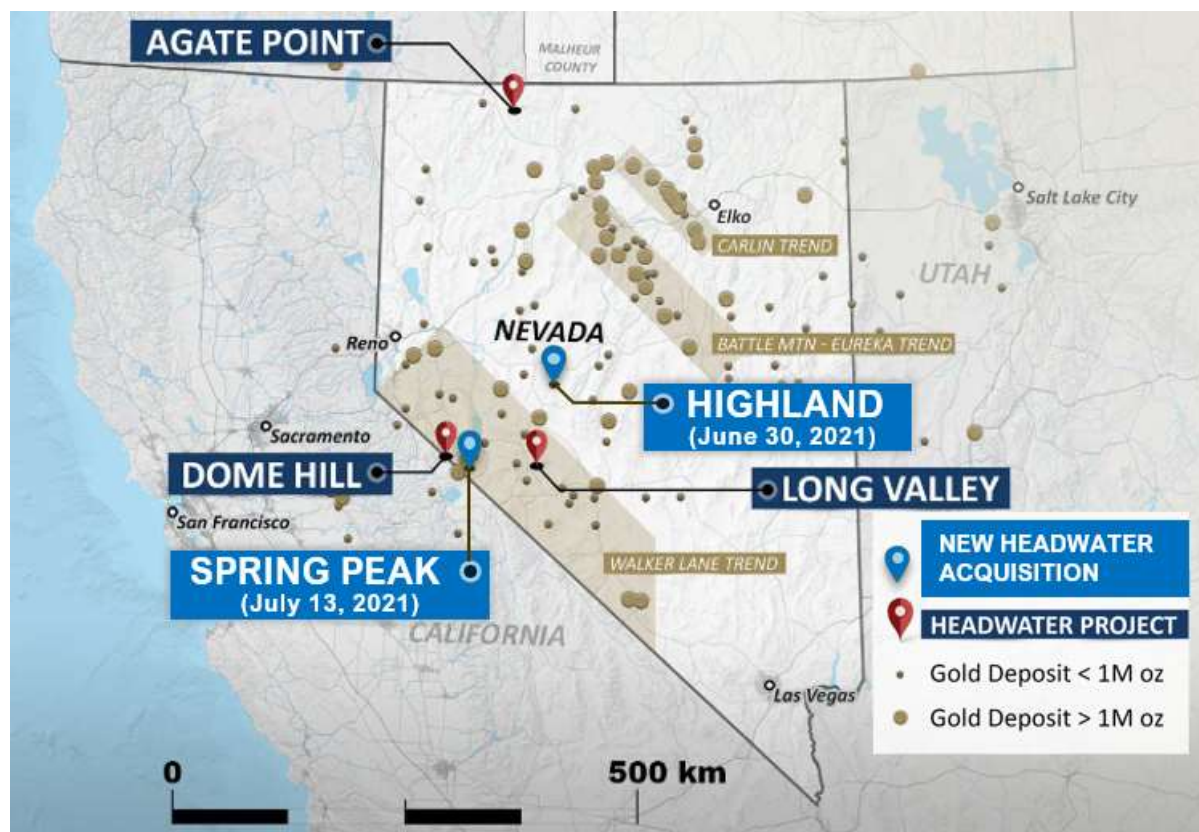 AGATE POINT
MALHEUR
COUNTY
Elko
Salt Lake City
CARLIN TREND
UTAH
NEVADA
Reno
BATTLE MTN - EUREKA TREND
HIGHLAND
(June 30, 2021)
Sacramento
DOME HILL
LONG VALLEY
San Francisco
SPRING PEAK
(July 13, 2021)
WALKER LANE TREND
CALIFORNIA
Las Vegas
NEW HEADWATER
ACQUISITION
HEADWATER PROJECT
Gold Deposit < 1M oz
Gold Deposit > 1M oz
0
500 km